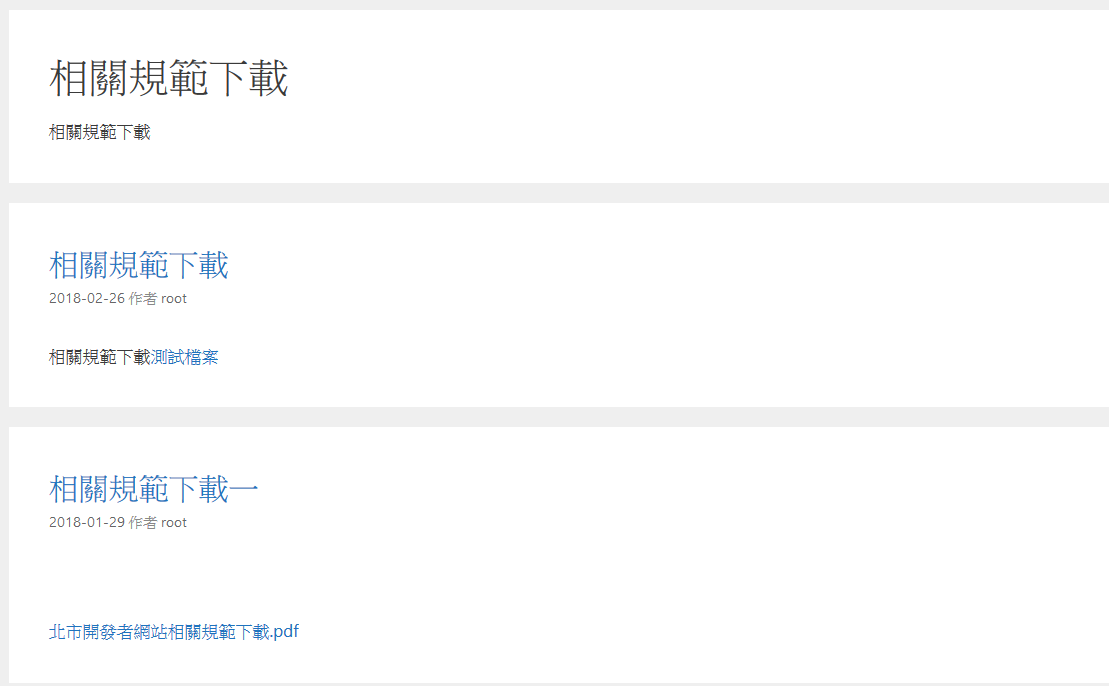 相關規範下載
相關規範下載
相關規範下載
2018-02-26 作者 root
相關規範下載測試檔案
相關規範下載一
2018-01-29 作者 root
北市開發者網站相關規範下載.pdf